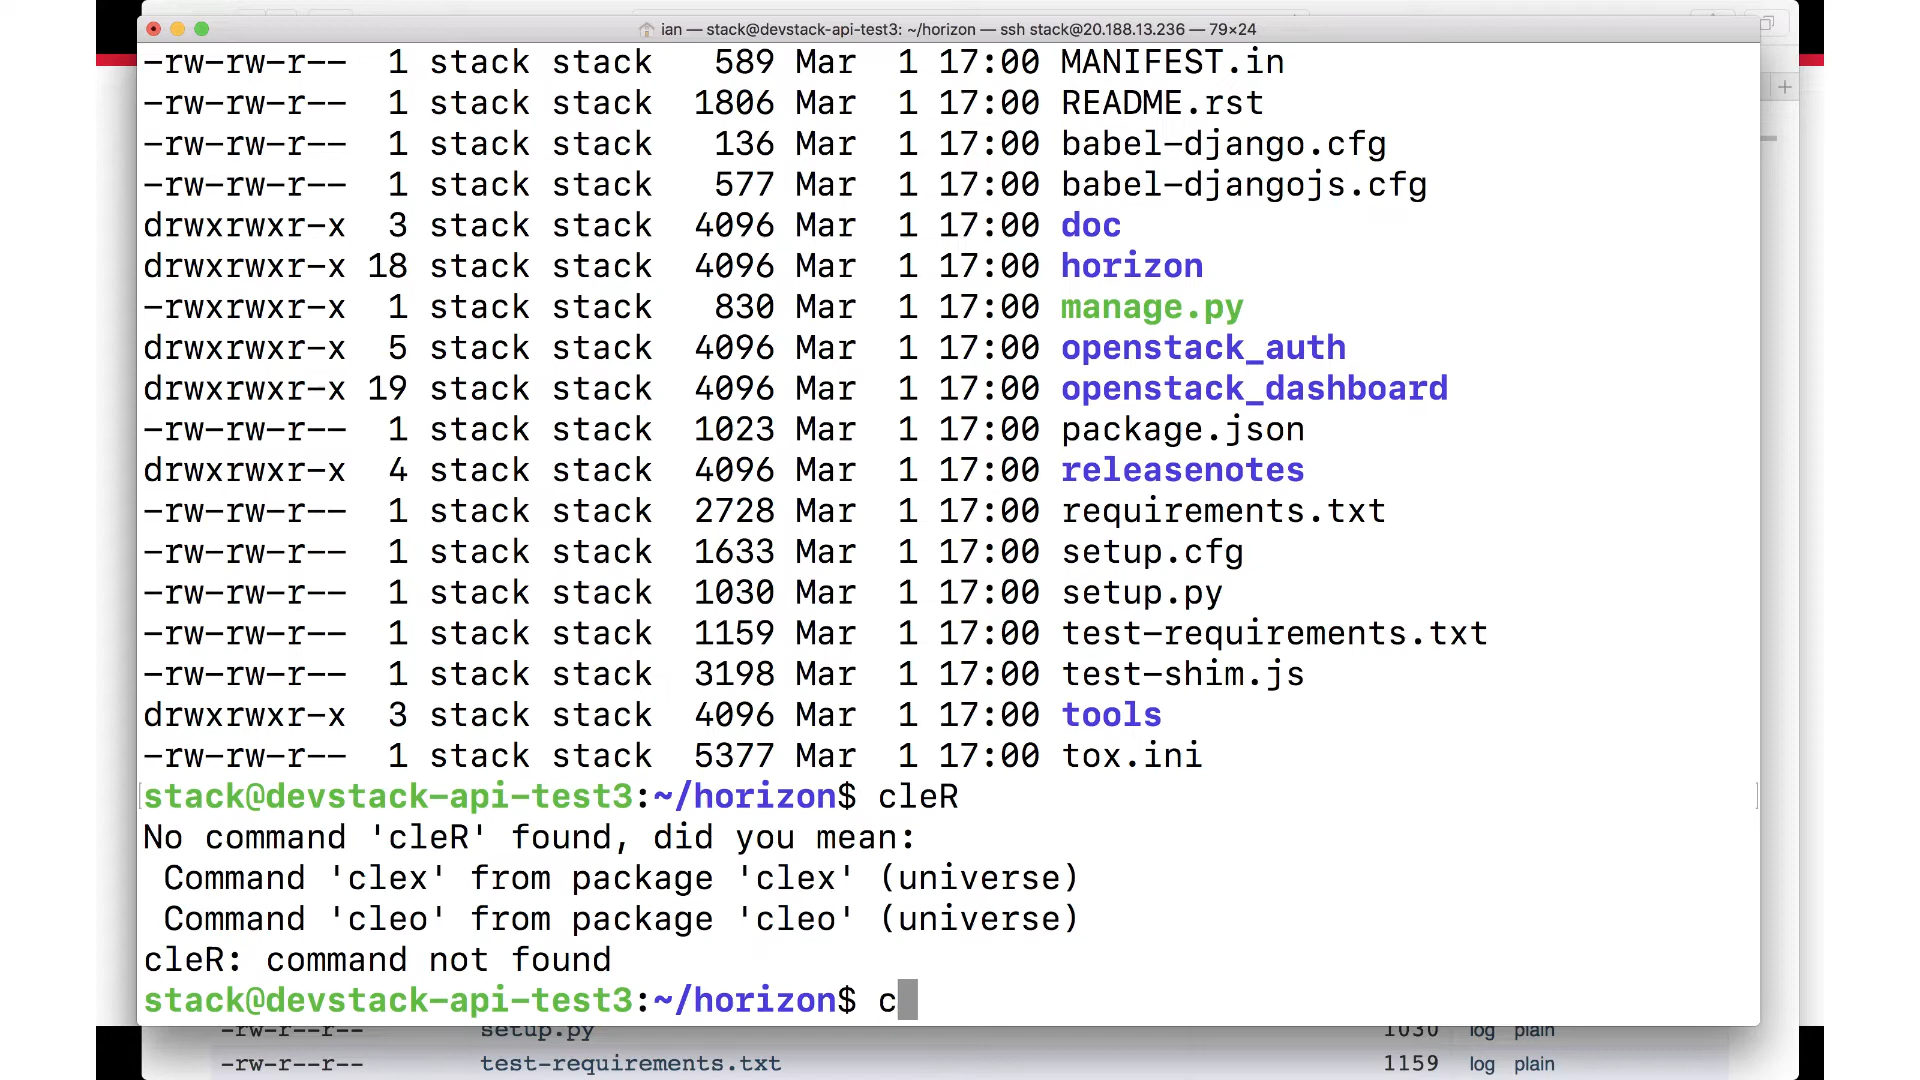 ian — stack@devstack-api-test3: ~/horizon — ssh stack@20.188.13.236 — 79×24
-rw-rw-r-- 1 stack stack 589 Mar 1 17:00 MANIFEST.in
-rw-rw-r-- 1 stack stack 1806 Mar 1 17:00 README.rst
-rw-rw-r-- 1 stack stack 136 Mar 1 17:00 babel-django.cfg
-rw-rw-r-- 1 stack stack 577 Mar 1 17:00 babel-djangojs.cfg
drwxrwxr-x 3 stack stack 4096 Mar 1 17:00 doc
drwxrwxr-x 18 stack stack 4096 Mar 1 17:00 horizon
-rwxrwxr-x 1 stack stack 830 Mar 1 17:00 manage.py
drwxrwxr-x 5 stack stack 4096 Mar 1 17:00 openstack_auth
drwxrwxr-x 19 stack stack 4096 Mar 1 17:00 openstack_dashboard
-rw-rw-r-- 1 stack stack 1023 Mar 1 17:00 package.json
drwxrwxr-x 4 stack stack 4096 Mar 1 17:00 releasenotes
-rw-rw-r-- 1 stack stack 2728 Mar 1 17:00 requirements.txt
-rw-rw-r-- 1 stack stack 1633 Mar 1 17:00 setup.cfg
-rw-rw-r-- 1 stack stack 1030 Mar 1 17:00 setup.py
-rw-rw-r-- 1 stack stack 1159 Mar 1 17:00 test-requirements.txt
-rw-rw-r-- 1 stack stack 3198 Mar 1 17:00 test-shim.js
drwxrwxr-x 3 stack stack 4096 Mar 1 17:00 tools
-rw-rw-r-- 1 stack stack 5377 Mar 1 17:00 tox.ini
stack@devstack-api-test3:~/horizon$ cleR
No command 'cleR' found, did you mean:
Command 'clex' from package 'clex' (universe)
Command 'cleo' from package 'cleo' (universe)
cleR: command not found
stack@devstack-api-test3:~/horizon$ c
-rw-r--r-- setup.py 1030 log plain
-rw-r--r-- test-requirements.txt 1159 log plain